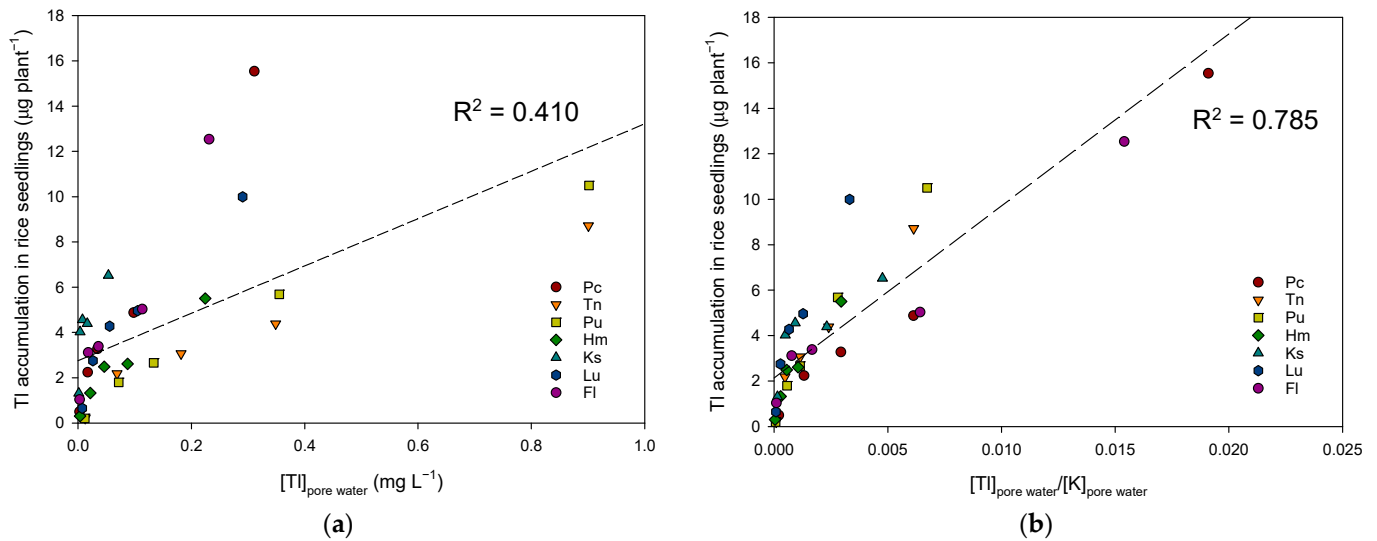 18
16
14
12
10
8
6
4
2
0
Tl accumulation in rice seedlings (µg plant⁻¹)
R² = 0.410
Pc
Tn
Pu
Hm
Ks
Lu
Fl
0.0 0.2 0.4 0.6 0.8 1.0
[Tl]pore water (mg L⁻¹)
(a)
18
16
14
12
10
8
6
4
2
0
Tl accumulation in rice seedlings (µg plant⁻¹)
R² = 0.785
Pc
Tn
Pu
Hm
Ks
Lu
Fl
0.000 0.005 0.010 0.015 0.020 0.025
[Tl]pore water/[K]pore water
(b)